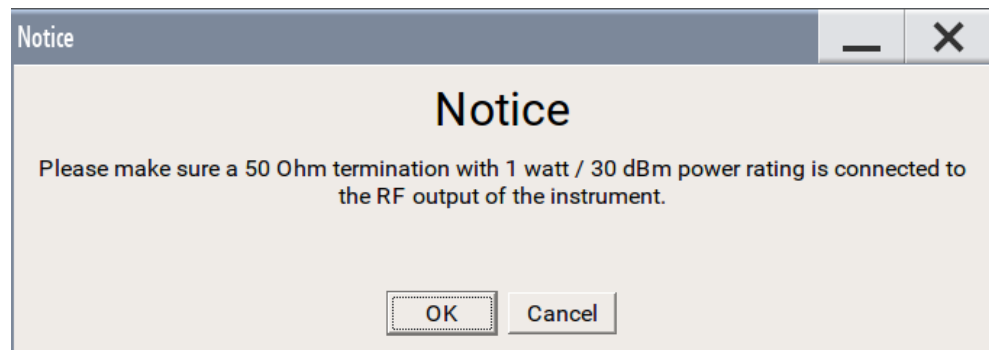 Notice
Notice
Please make sure a 50 Ohm termination with 1 watt / 30 dBm power rating is connected to
the RF output of the instrument.
OK Cancel